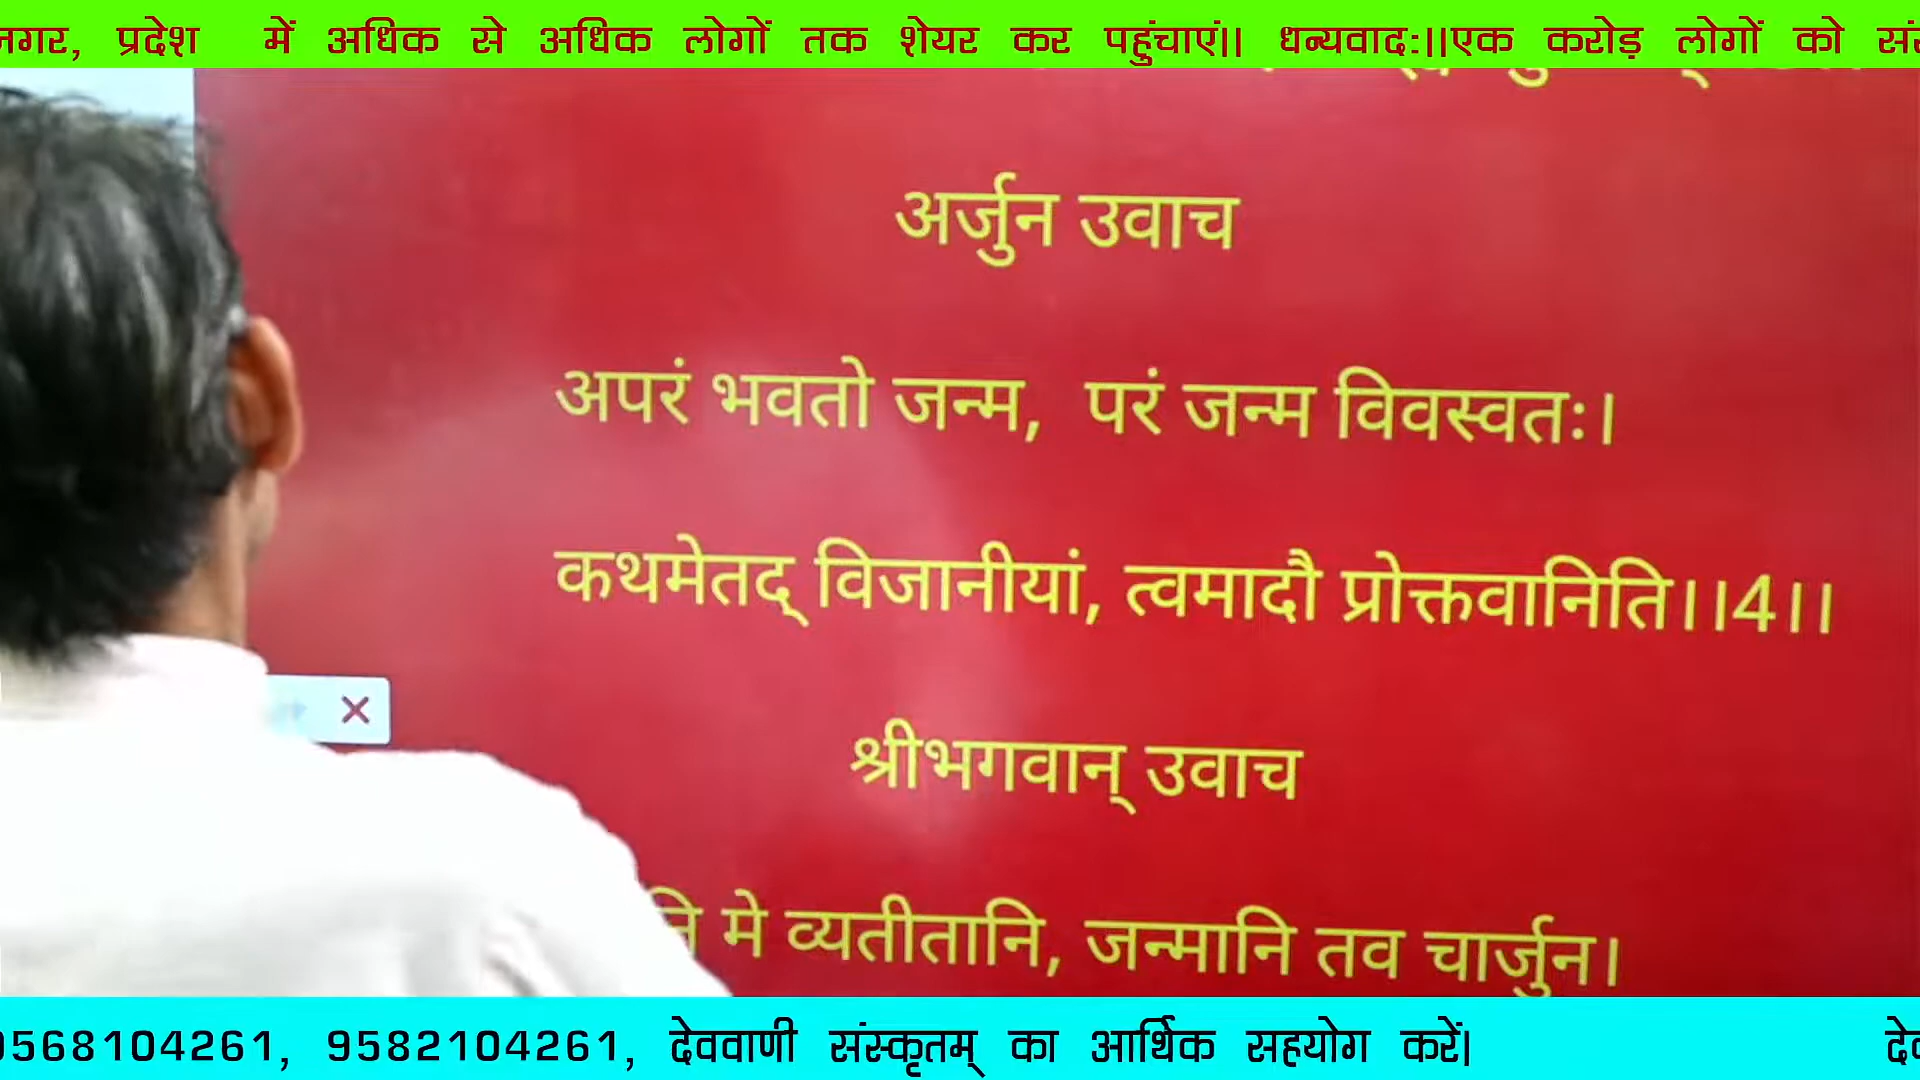 प्रदेश में अधिक से अधिक लोगों तक शेयर कर पहुंचाएं।। धन्यवादः।।एक करोड़ लोगों को
अर्जुन उवाच
अपरं भवतो जन्म, परं जन्म विवस्वतः।
कथमेतद् विजानीयां, त्वमादौ प्रोक्तवानिति।।4।।
श्रीभगवान् उवाच
मे व्यतीतानि, जन्मानि तव चार्जुन।
9568104261, 9582104261, देववाणी संस्कृतम् का आर्थिक सहयोग करें।